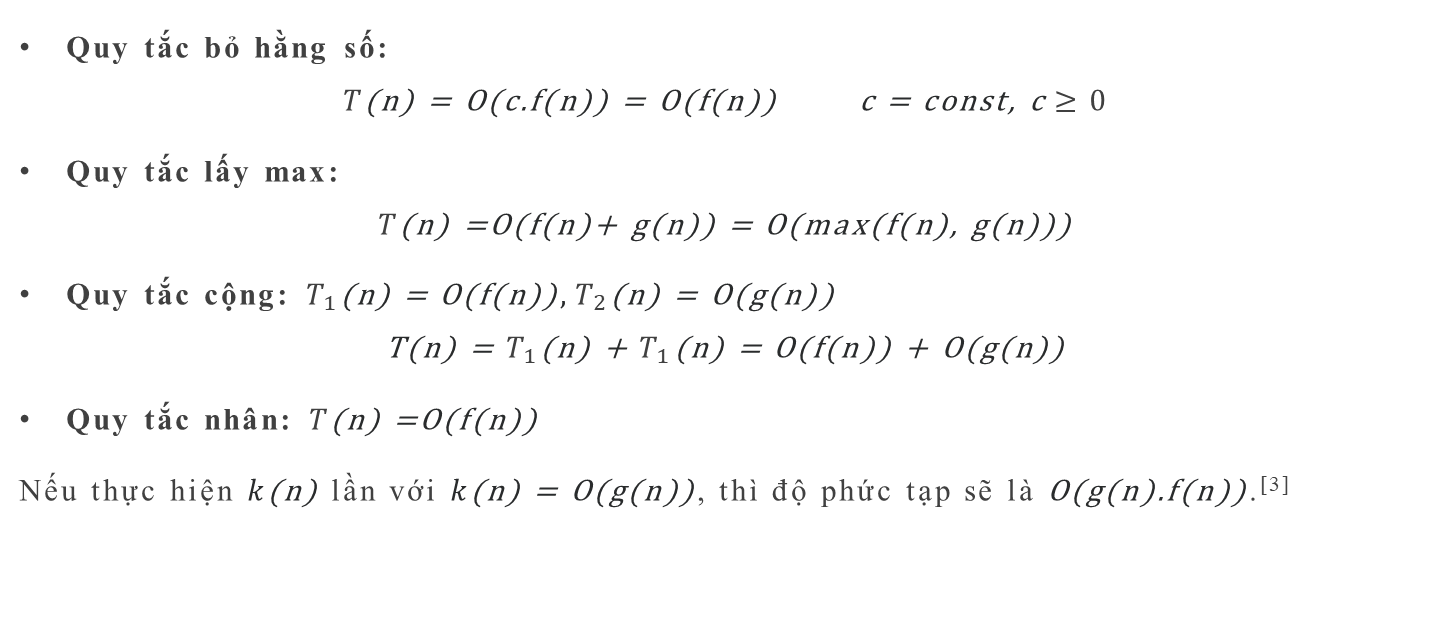 • Quy tắc bỏ hằng số:
T(n) = O(c.f(n)) = O(f(n)) c = const, c ≥ 0
• Quy tắc lấy max:
T(n) =O(f(n)+ g(n)) = O(max(f(n), g(n)))
• Quy tắc cộng: T₁(n) = O(f(n)), T₂(n) = O(g(n))
T(n) = T₁(n) + T₁(n) = O(f(n)) + O(g(n))
• Quy tắc nhân: T(n) =O(f(n))
Nếu thực hiện k(n) lần với k(n) = O(g(n)), thì độ phức tạp sẽ là O(g(n).f(n)).[3]